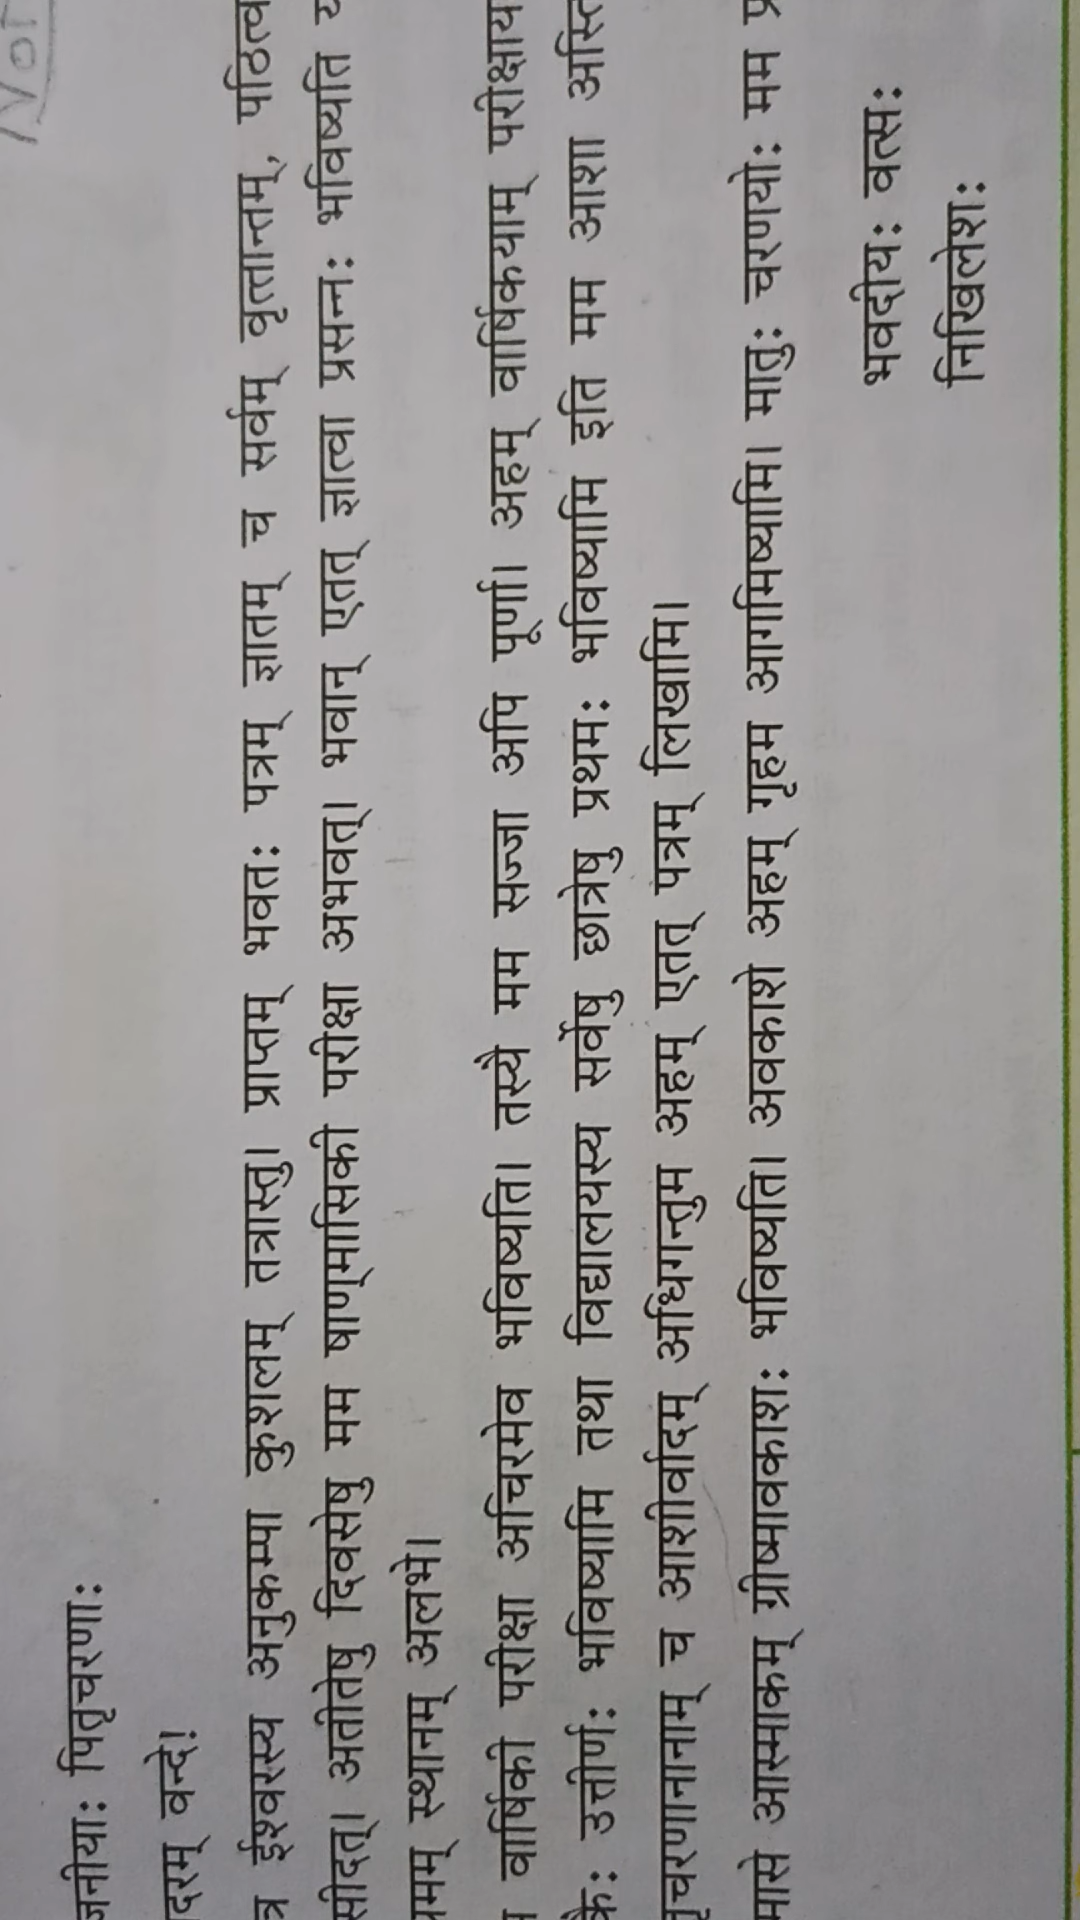 Not
जनीयाः पितृचरणाः
दरम् वन्दे!
त्र ईश्वरस्य अनुकम्पा कुशलम् तत्रास्तु। प्राप्तम् भवतः पत्रम् ज्ञातम् च सर्वम् वृत्तान्तम्, पठित्व
सीदत्। अतीतेषु दिवसेषु मम षाण्मासिकी परीक्षा अभवत्। भवान् एतत् ज्ञात्वा प्रसन्नः भविष्यति य
थमम् स्थानम् अलभे।
वार्षिकी परीक्षा अचिरमेव भविष्यति। तस्यै मम सज्जा अपि पूर्णा। अहम् वार्षिकयाम् परीक्षाय
कैः उत्तीर्णः भविष्यामि तथा विद्यालयस्य सर्वेषु छात्रेषु प्रथमः भविष्यामि इति मम आशा अस्ति
तृचरणानानाम् च आशीर्वादम् अधिगन्तुम अहम् एतत् पत्रम् लिखामि।
मासे आस्माकम् ग्रीष्मावकाशः भविष्यति। अवकाशे अहम् गृहम आगमिष्यामि। मातुः चरणयोः मम प्र
भवदीयः वत्सः
निखिलेशः